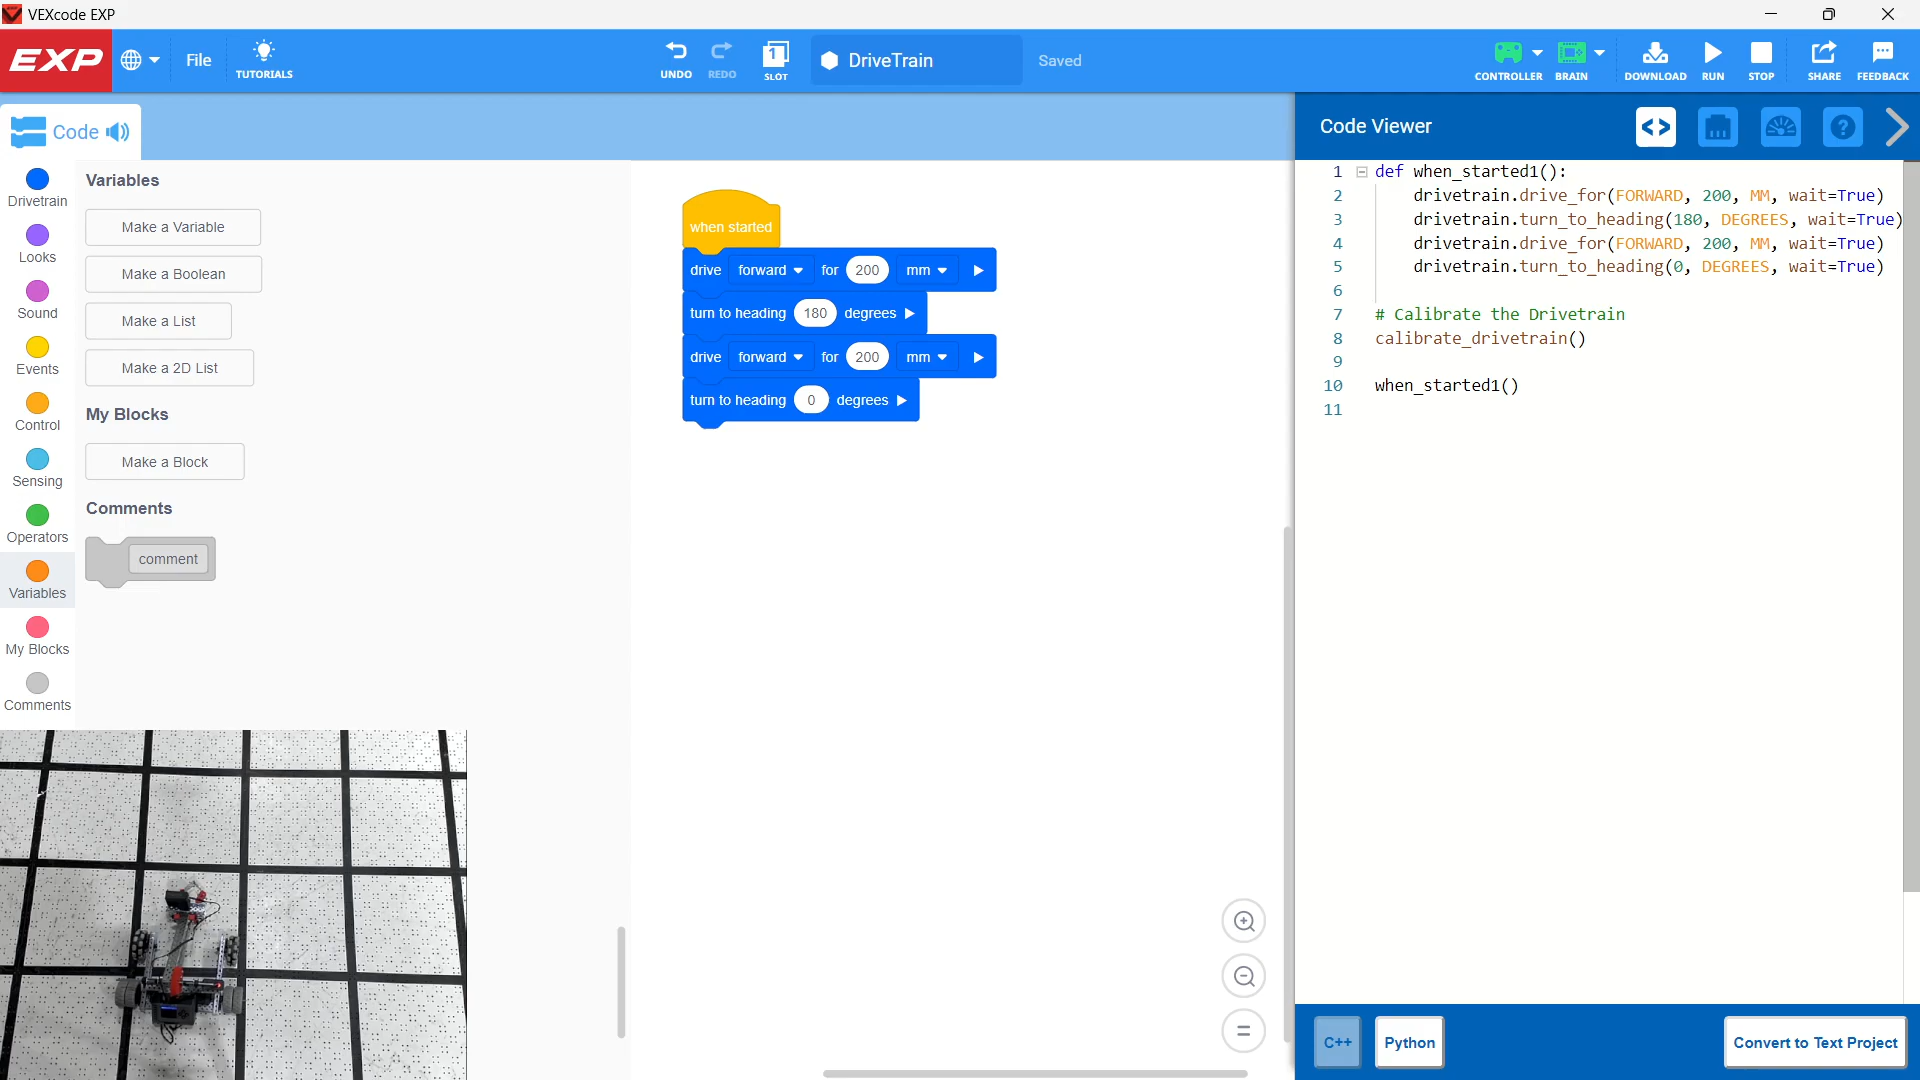 VEXcode EXP
EXP
File
TUTORIALS
UNDO
REDO
1
SLOT
DriveTrain
Saved
CONTROLLER
BRAIN
DOWNLOAD
RUN
STOP
SHARE
FEEDBACK
Code
Drivetrain
Looks
Sound
Events
Control
Sensing
Operators
Variables
My Blocks
Comments
Variables
Make a Variable
Make a Boolean
Make a List
Make a 2D List
My Blocks
Make a Block
Comments
comment
when started
drive forward for 200 mm
turn to heading 180 degrees
drive forward for 200 mm
turn to heading 0 degrees
Code Viewer
1 def when_started1():
2 drivetrain.drive_for(FORWARD, 200, MM, wait=True)
3 drivetrain.turn_to_heading(180, DEGREES, wait=True)
4 drivetrain.drive_for(FORWARD, 200, MM, wait=True)
5 drivetrain.turn_to_heading(0, DEGREES, wait=True)
6
7 # Calibrate the Drivetrain
8 calibrate_drivetrain()
9
10 when_started1()
11
C++
Python
Convert to Text Project